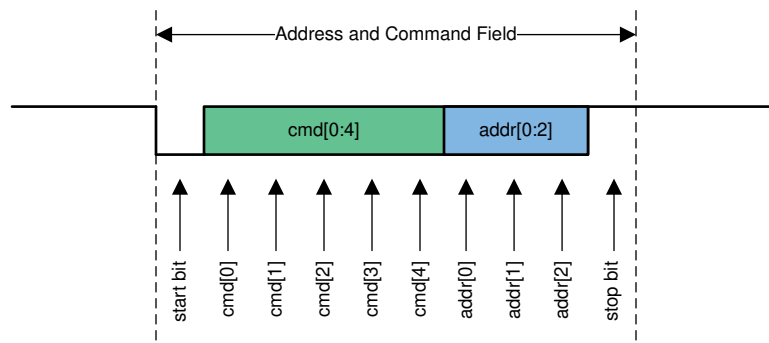 Address and Command Field
cmd[0:4]
addr[0:2]
start bit
cmd[0]
cmd[1]
cmd[2]
cmd[3]
cmd[4]
addr[0]
addr[1]
addr[2]
stop bit